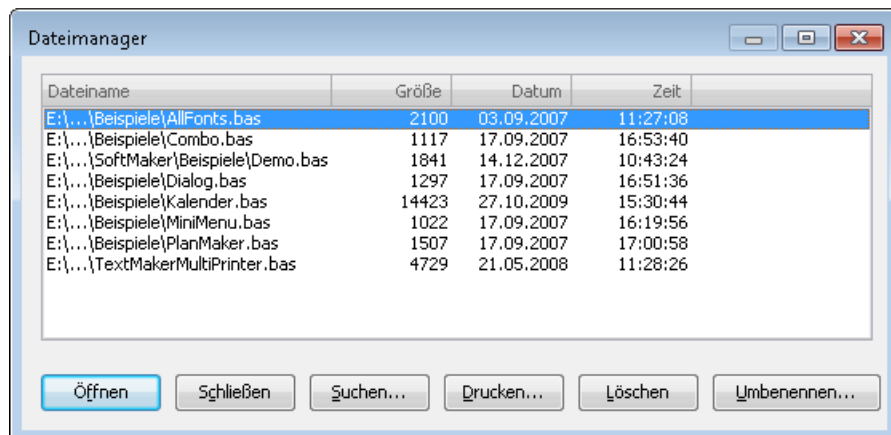 Dateimanager
Dateiname Größe Datum Zeit
E:\...\Beispiele\AllFonts.bas 2100 03.09.2007 11:27:08
E:\...\Beispiele\Combo.bas 1117 17.09.2007 16:53:40
E:\...\SoftMaker\Beispiele\Demo.bas 1841 14.12.2007 10:43:24
E:\...\Beispiele\Dialog.bas 1297 17.09.2007 16:51:36
E:\...\Beispiele\Kalender.bas 14423 27.10.2009 15:30:44
E:\...\Beispiele\MiniMenu.bas 1022 17.09.2007 16:19:56
E:\...\Beispiele\PlanMaker.bas 1507 17.09.2007 17:00:58
E:\...\TextMakerMultiPrinter.bas 4729 21.05.2008 11:28:26
Öffnen Schließen Suchen... Drucken... Löschen Umbenennen...